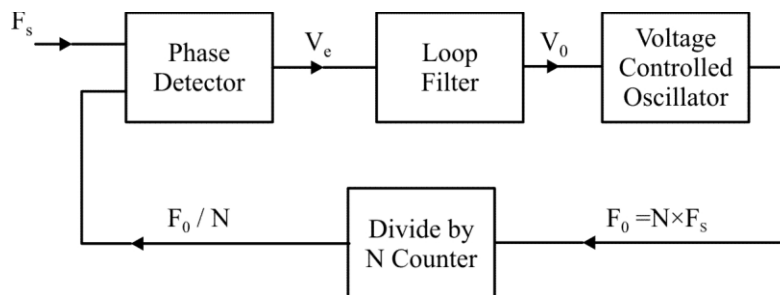 Fs
Phase
Detector
Ve
Loop
Filter
V0
Voltage
Controlled
Oscillator
F0 / N
Divide by
N Counter
F0 =N×Fs